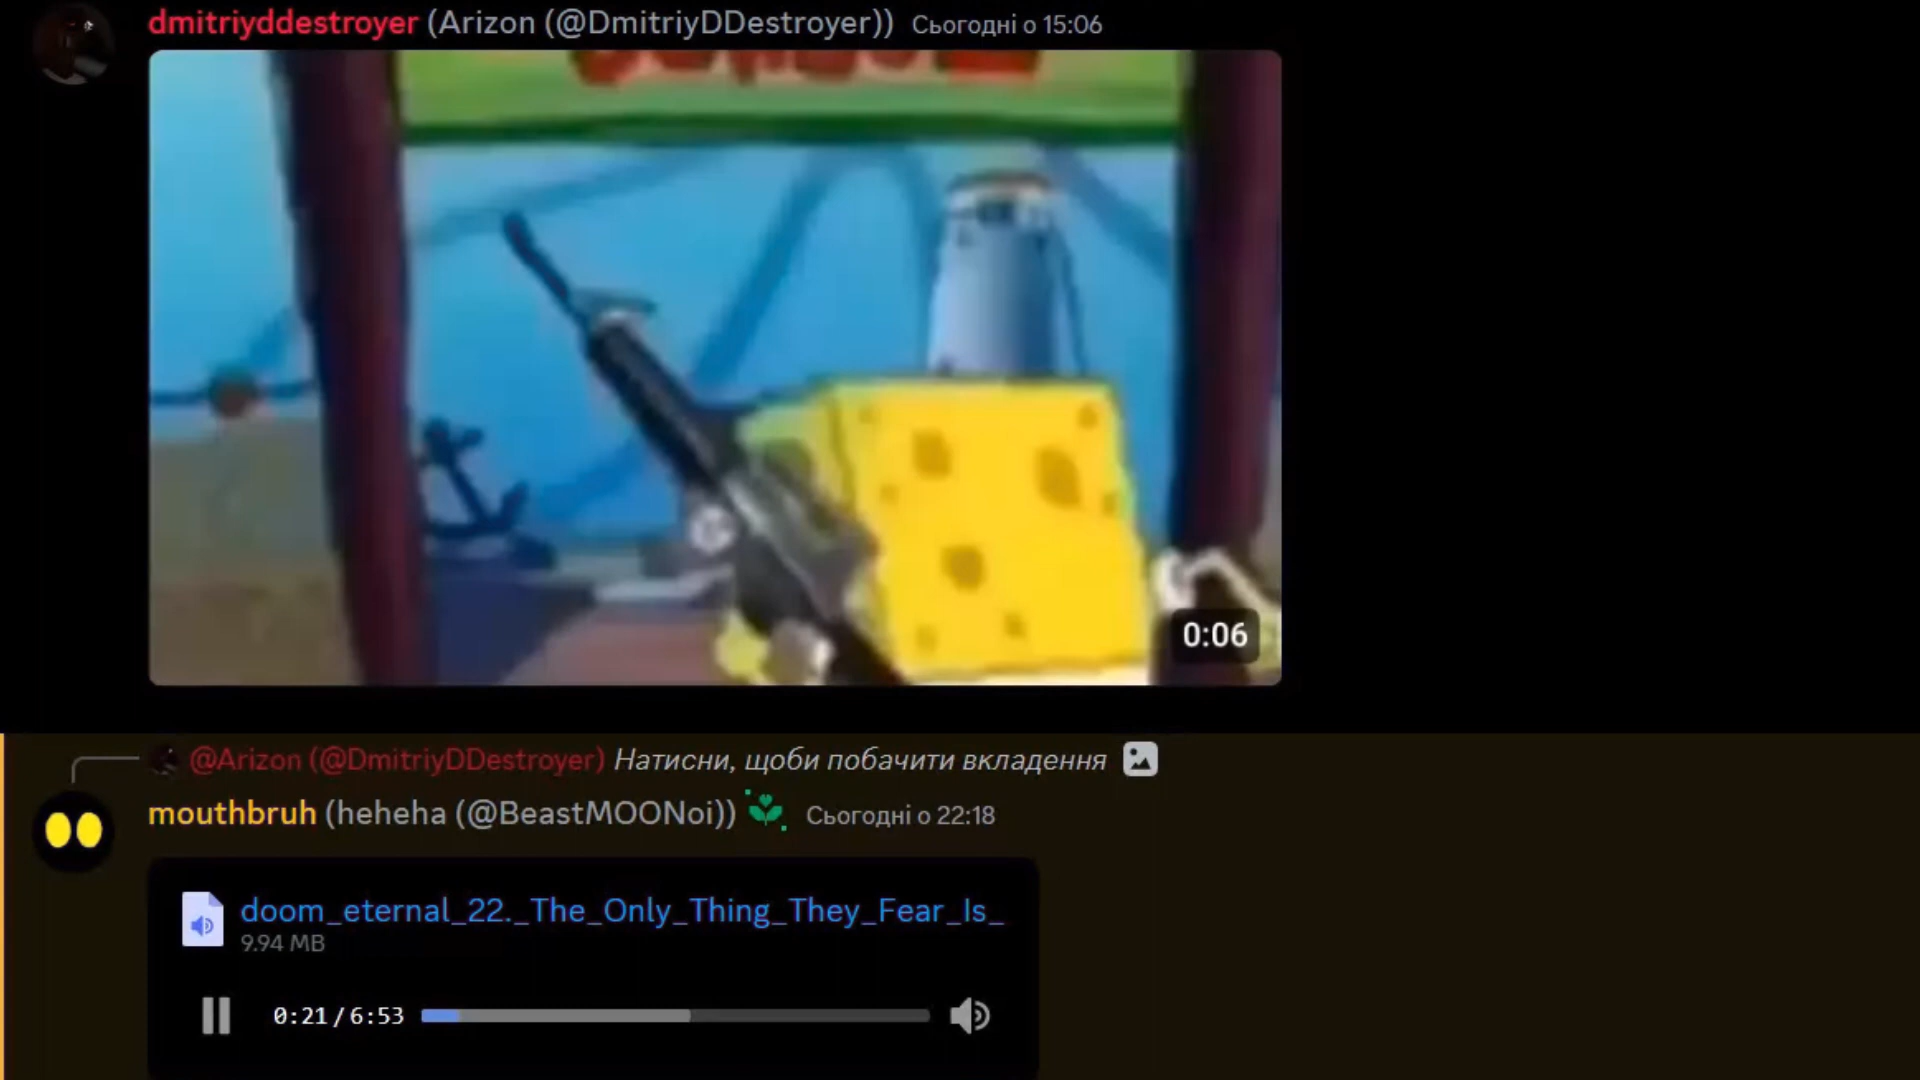 dmitriyddestroyer (Arizon (@DmitriyDDestroyer)) Сьогодні о 15:06
0:06
@Arizon (@DmitriyDDestroyer) Натисни, щоби побачити вкладення
mouthbruh (heheha (@BeastMOONoi)) Сьогодні о 22:18
doom_eternal_22._The_Only_Thing_They_Fear_Is_
9.94 MB
0:21/6:53